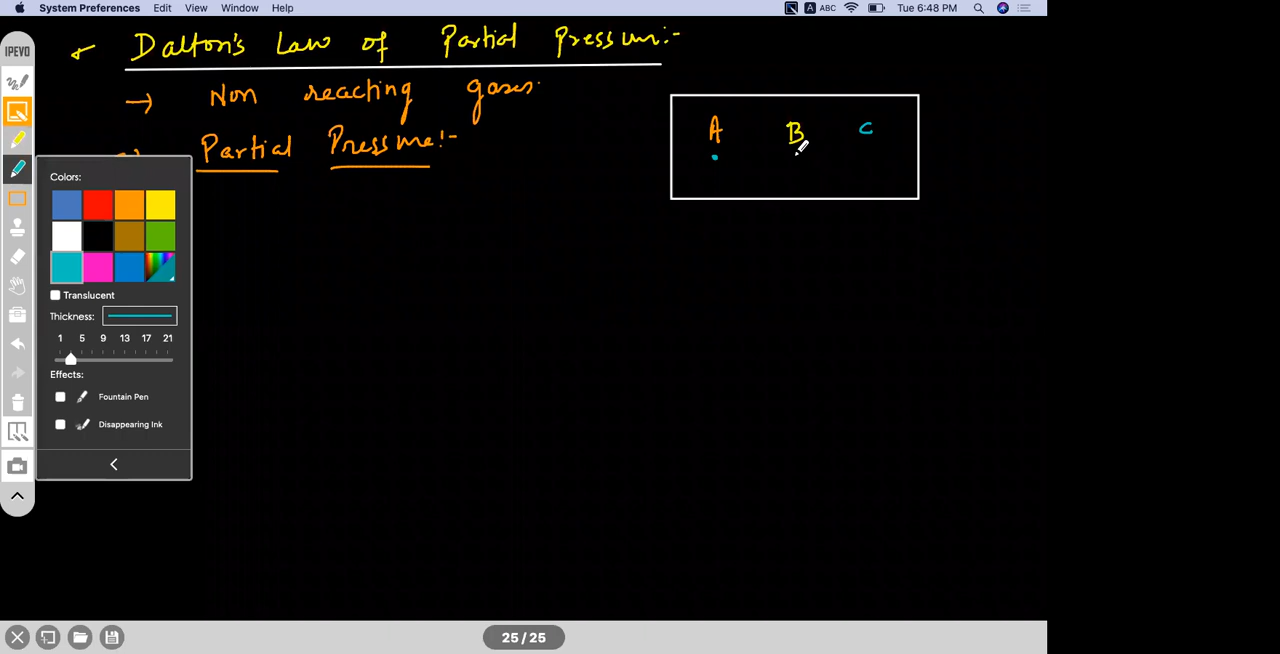 System Preferences Edit View Window Help
A ABC Tue 6:48 PM
IPEVO
Dalton's Law of Partial Pressure:-
→ Non reacting gases.
Partial Pressure:-
A B C
Colors:
Translucent
Thickness:
1 5 9 13 17 21
Effects:
Fountain Pen
Disappearing Ink
25/25